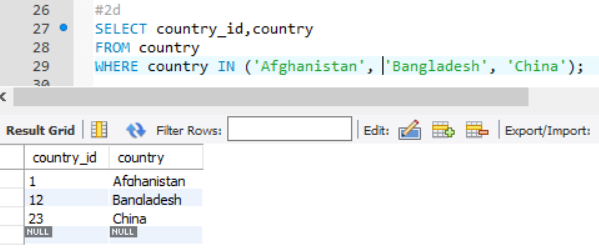 26 #2d
27 SELECT country_id,country
28 FROM country
29 WHERE country IN ('Afghanistan', 'Bangladesh', 'China');
30
Result Grid Filter Rows: Edit: Export/Import:
country_id country
1 Afghanistan
12 Bangladesh
23 China
NULL NULL